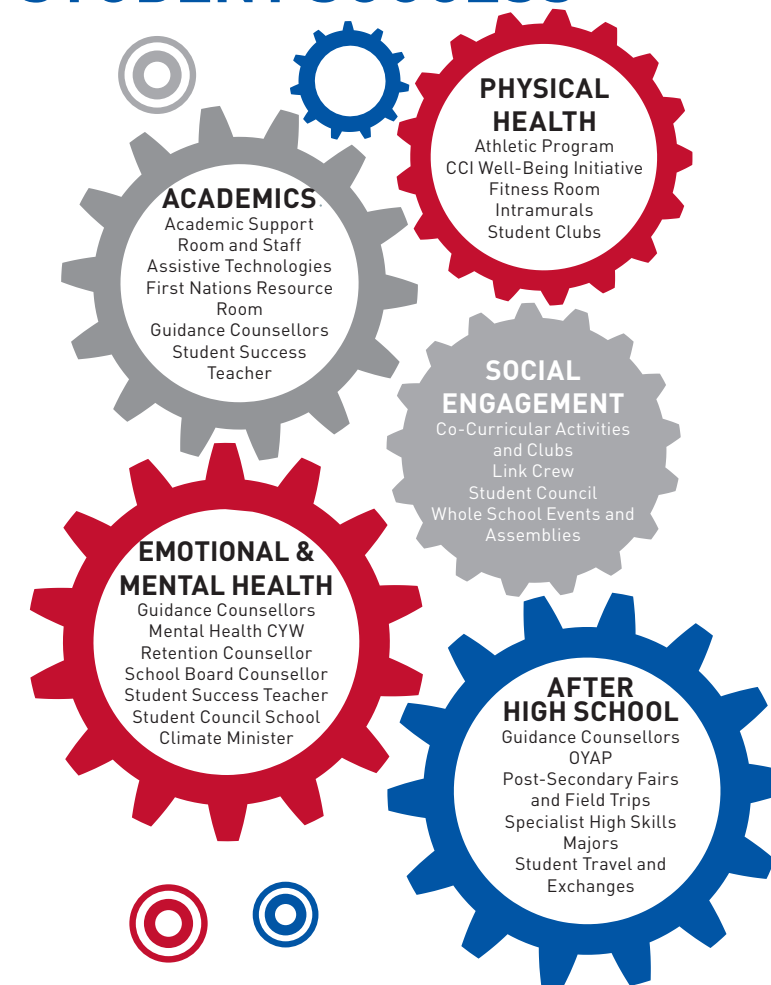 STUDENT SUCCESS
PHYSICAL
HEALTH
Athletic Program
CCI Well-Being Initiative
Fitness Room
Intramurals
Student Clubs
ACADEMICS
Academic Support
Room and Staff
Assistive Technologies
First Nations Resource
Room
Guidance Counsellors
Student Success
Teacher
SOCIAL
ENGAGEMENT
Co-Curricular Activities
and Clubs
Link Crew
Student Council
Whole School Events and
Assemblies
EMOTIONAL &
MENTAL HEALTH
Guidance Counsellors
Mental Health CYW
Retention Counsellor
School Board Counsellor
Student Success Teacher
Student Council School
Climate Minister
AFTER
HIGH SCHOOL
Guidance Counsellors
OYAP
Post-Secondary Fairs
and Field Trips
Specialist High Skills
Majors
Student Travel and
Exchanges